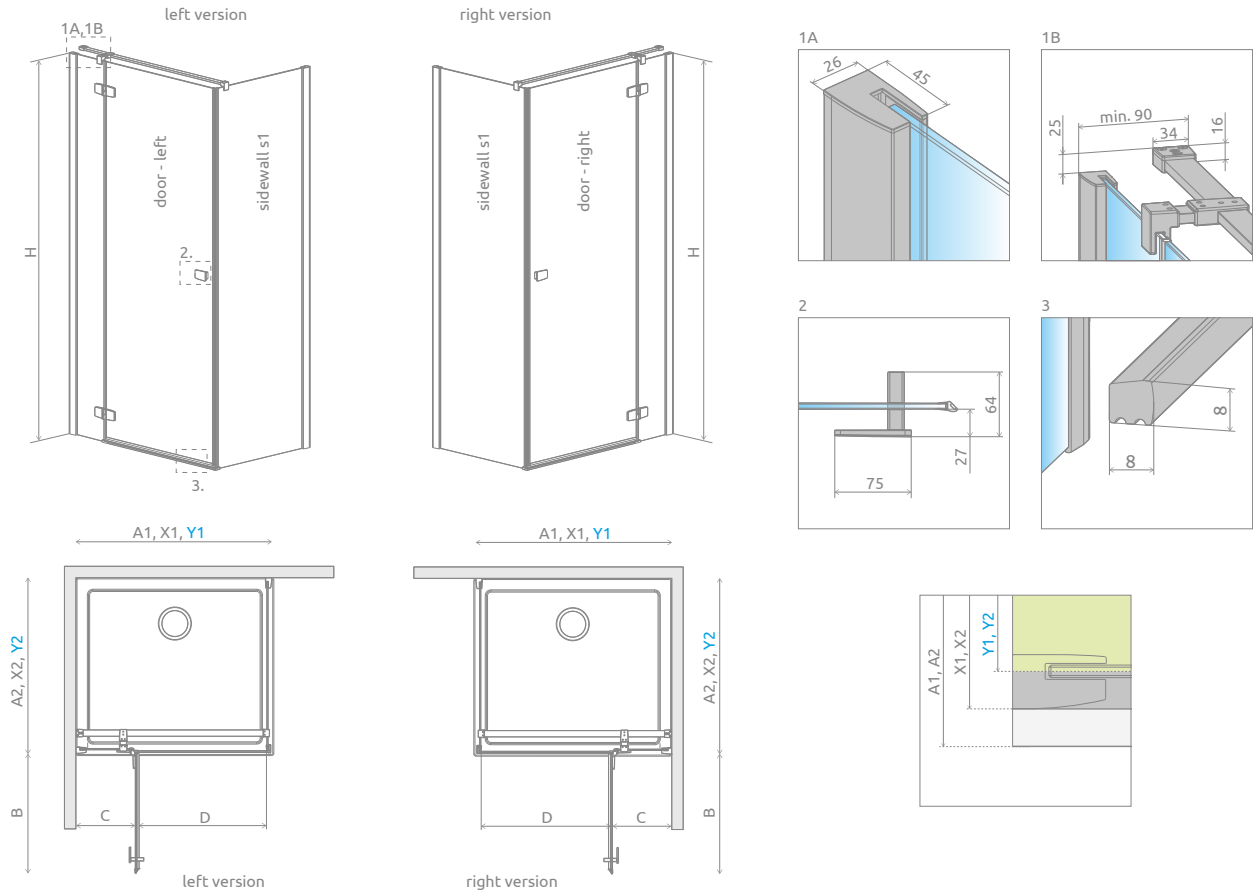 left version
right version
1A,1B
H
door - left
sidewall s1
2.
3.
sidewall s1
door - right
H
1A
26
45
1B
25
min. 90
34
16
2
64
27
75
3
8
8
A1, X1, Y1
A2, X2, Y2
B
C
D
left version
A1, X1, Y1
A2, X2, Y2
B
D
C
right version
A1, A2
X1, X2
Y1, Y2